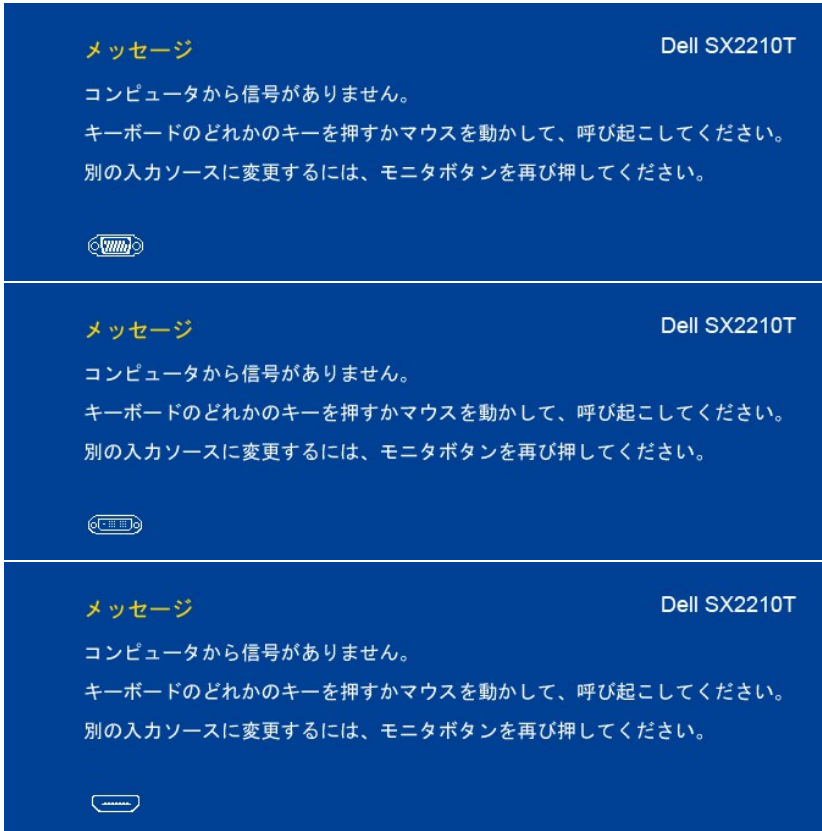 メッセージ
Dell SX2210T
コンピュータから信号がありません。
キーボードのどれかのキーを押すかマウスを動かして、呼び起こしてください。
別の入力ソースに変更するには、モニタボタンを再び押してください。
メッセージ
Dell SX2210T
コンピュータから信号がありません。
キーボードのどれかのキーを押すかマウスを動かして、呼び起こしてください。
別の入力ソースに変更するには、モニタボタンを再び押してください。
メッセージ
Dell SX2210T
コンピュータから信号がありません。
キーボードのどれかのキーを押すかマウスを動かして、呼び起こしてください。
別の入力ソースに変更するには、モニタボタンを再び押してください。